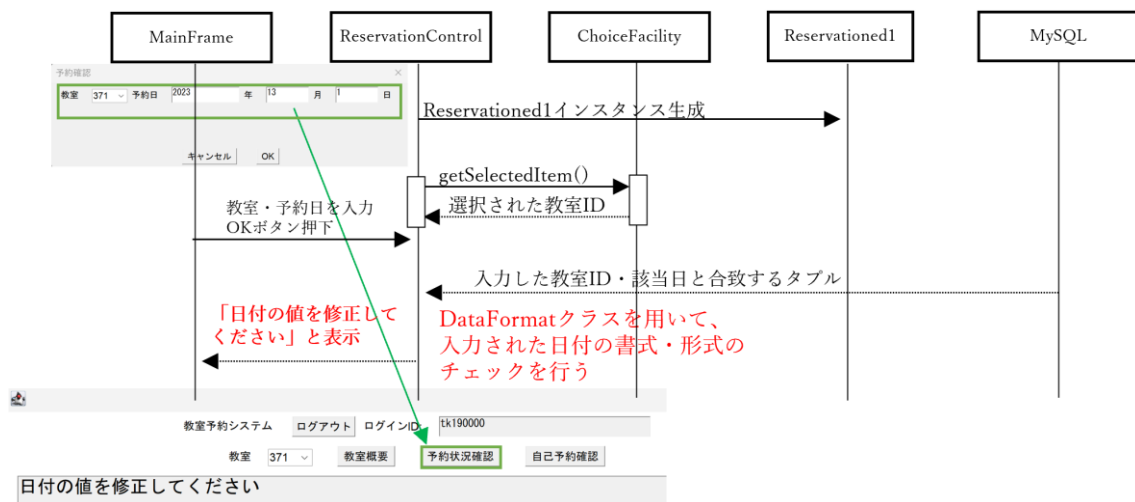 MainFrame
ReservationControl
ChoiceFacility
Reservationed1
MySQL
予約確認
教室 371 予約日 2023 年 13 月 1 日
キャンセル OK
Reservationed1インスタンス生成
getSelectedItem()
選択された教室ID
教室・予約日を入力
OKボタン押下
入力した教室ID・該当日と合致するタプル
「日付の値を修正して
ください」と表示
DataFormatクラスを用いて、
入力された日付の書式・形式の
チェックを行う
教室予約システム ログアウト ログインID: tk190000
教室 371 教室概要 予約状況確認 自己予約確認
日付の値を修正してください